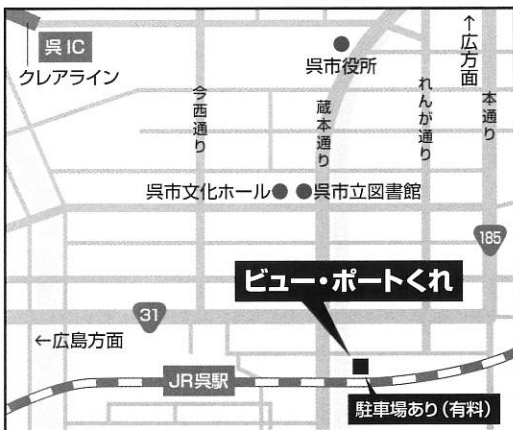 呉IC
クレアライン
呉市役所
↑広方面
今西通り
蔵本通り
れんが通り
本通り
呉市文化ホール
呉市立図書館
185
ビュー・ポートくれ
31
←広島方面
JR呉駅
駐車場あり(有料)